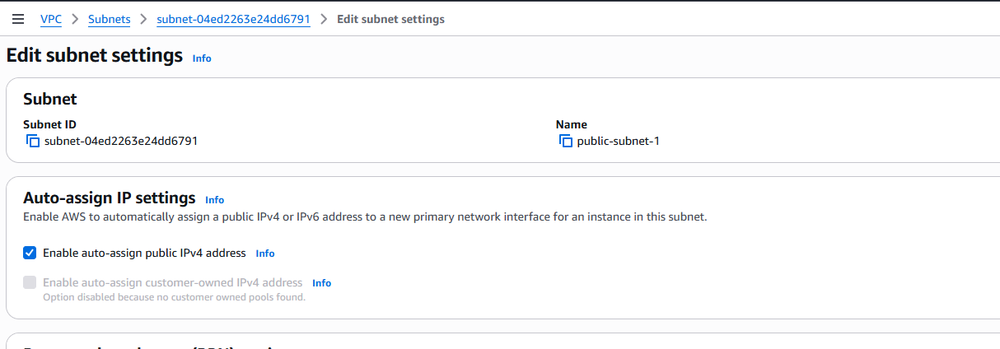 VPC > Subnets > subnet-04ed2263e24dd6791 > Edit subnet settings
Edit subnet settings Info
Subnet
Subnet ID Name
subnet-04ed2263e24dd6791 public-subnet-1
Auto-assign IP settings Info
Enable AWS to automatically assign a public IPv4 or IPv6 address to a new primary network interface for an instance in this subnet.
Enable auto-assign public IPv4 address Info
Enable auto-assign customer-owned IPv4 address Info
Option disabled because no customer owned pools found.